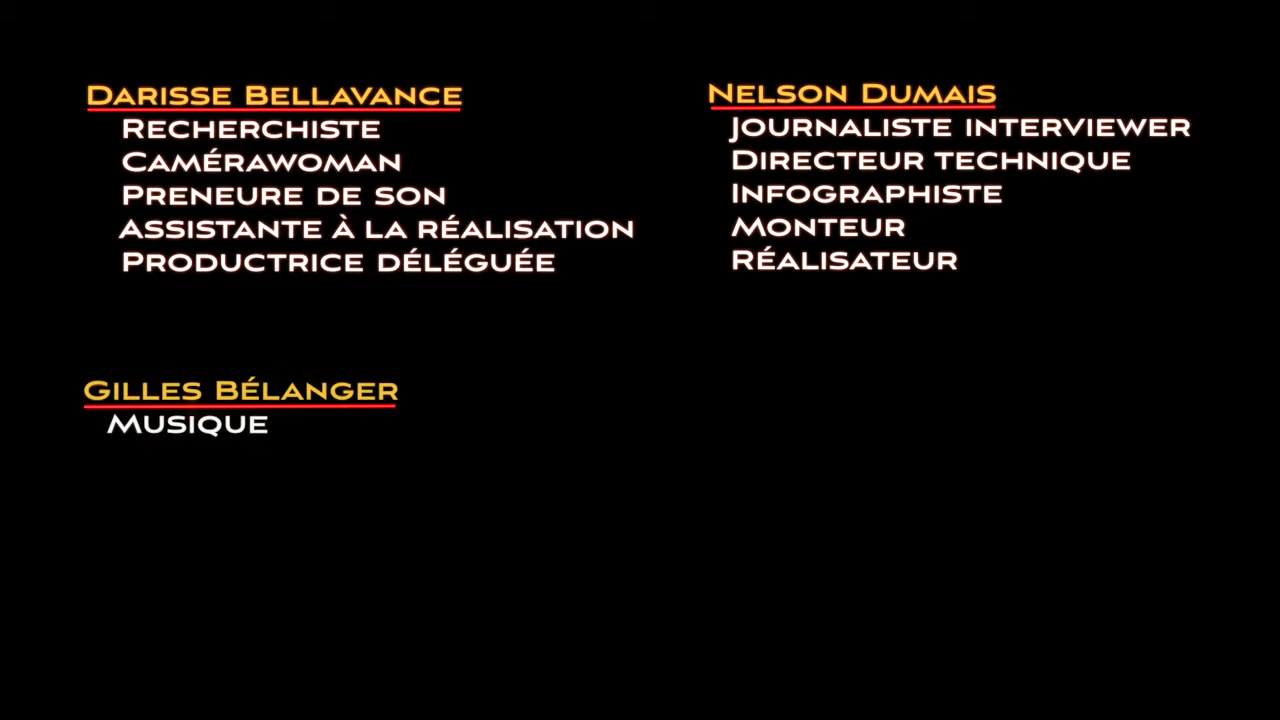 Darisse Bellavance
Recherchiste
Camérawoman
Preneure de son
Assistante à la réalisation
Productrice déléguée
Nelson Dumais
Journaliste interviewer
Directeur technique
Infographiste
Monteur
Réalisateur
Gilles Bélanger
Musique